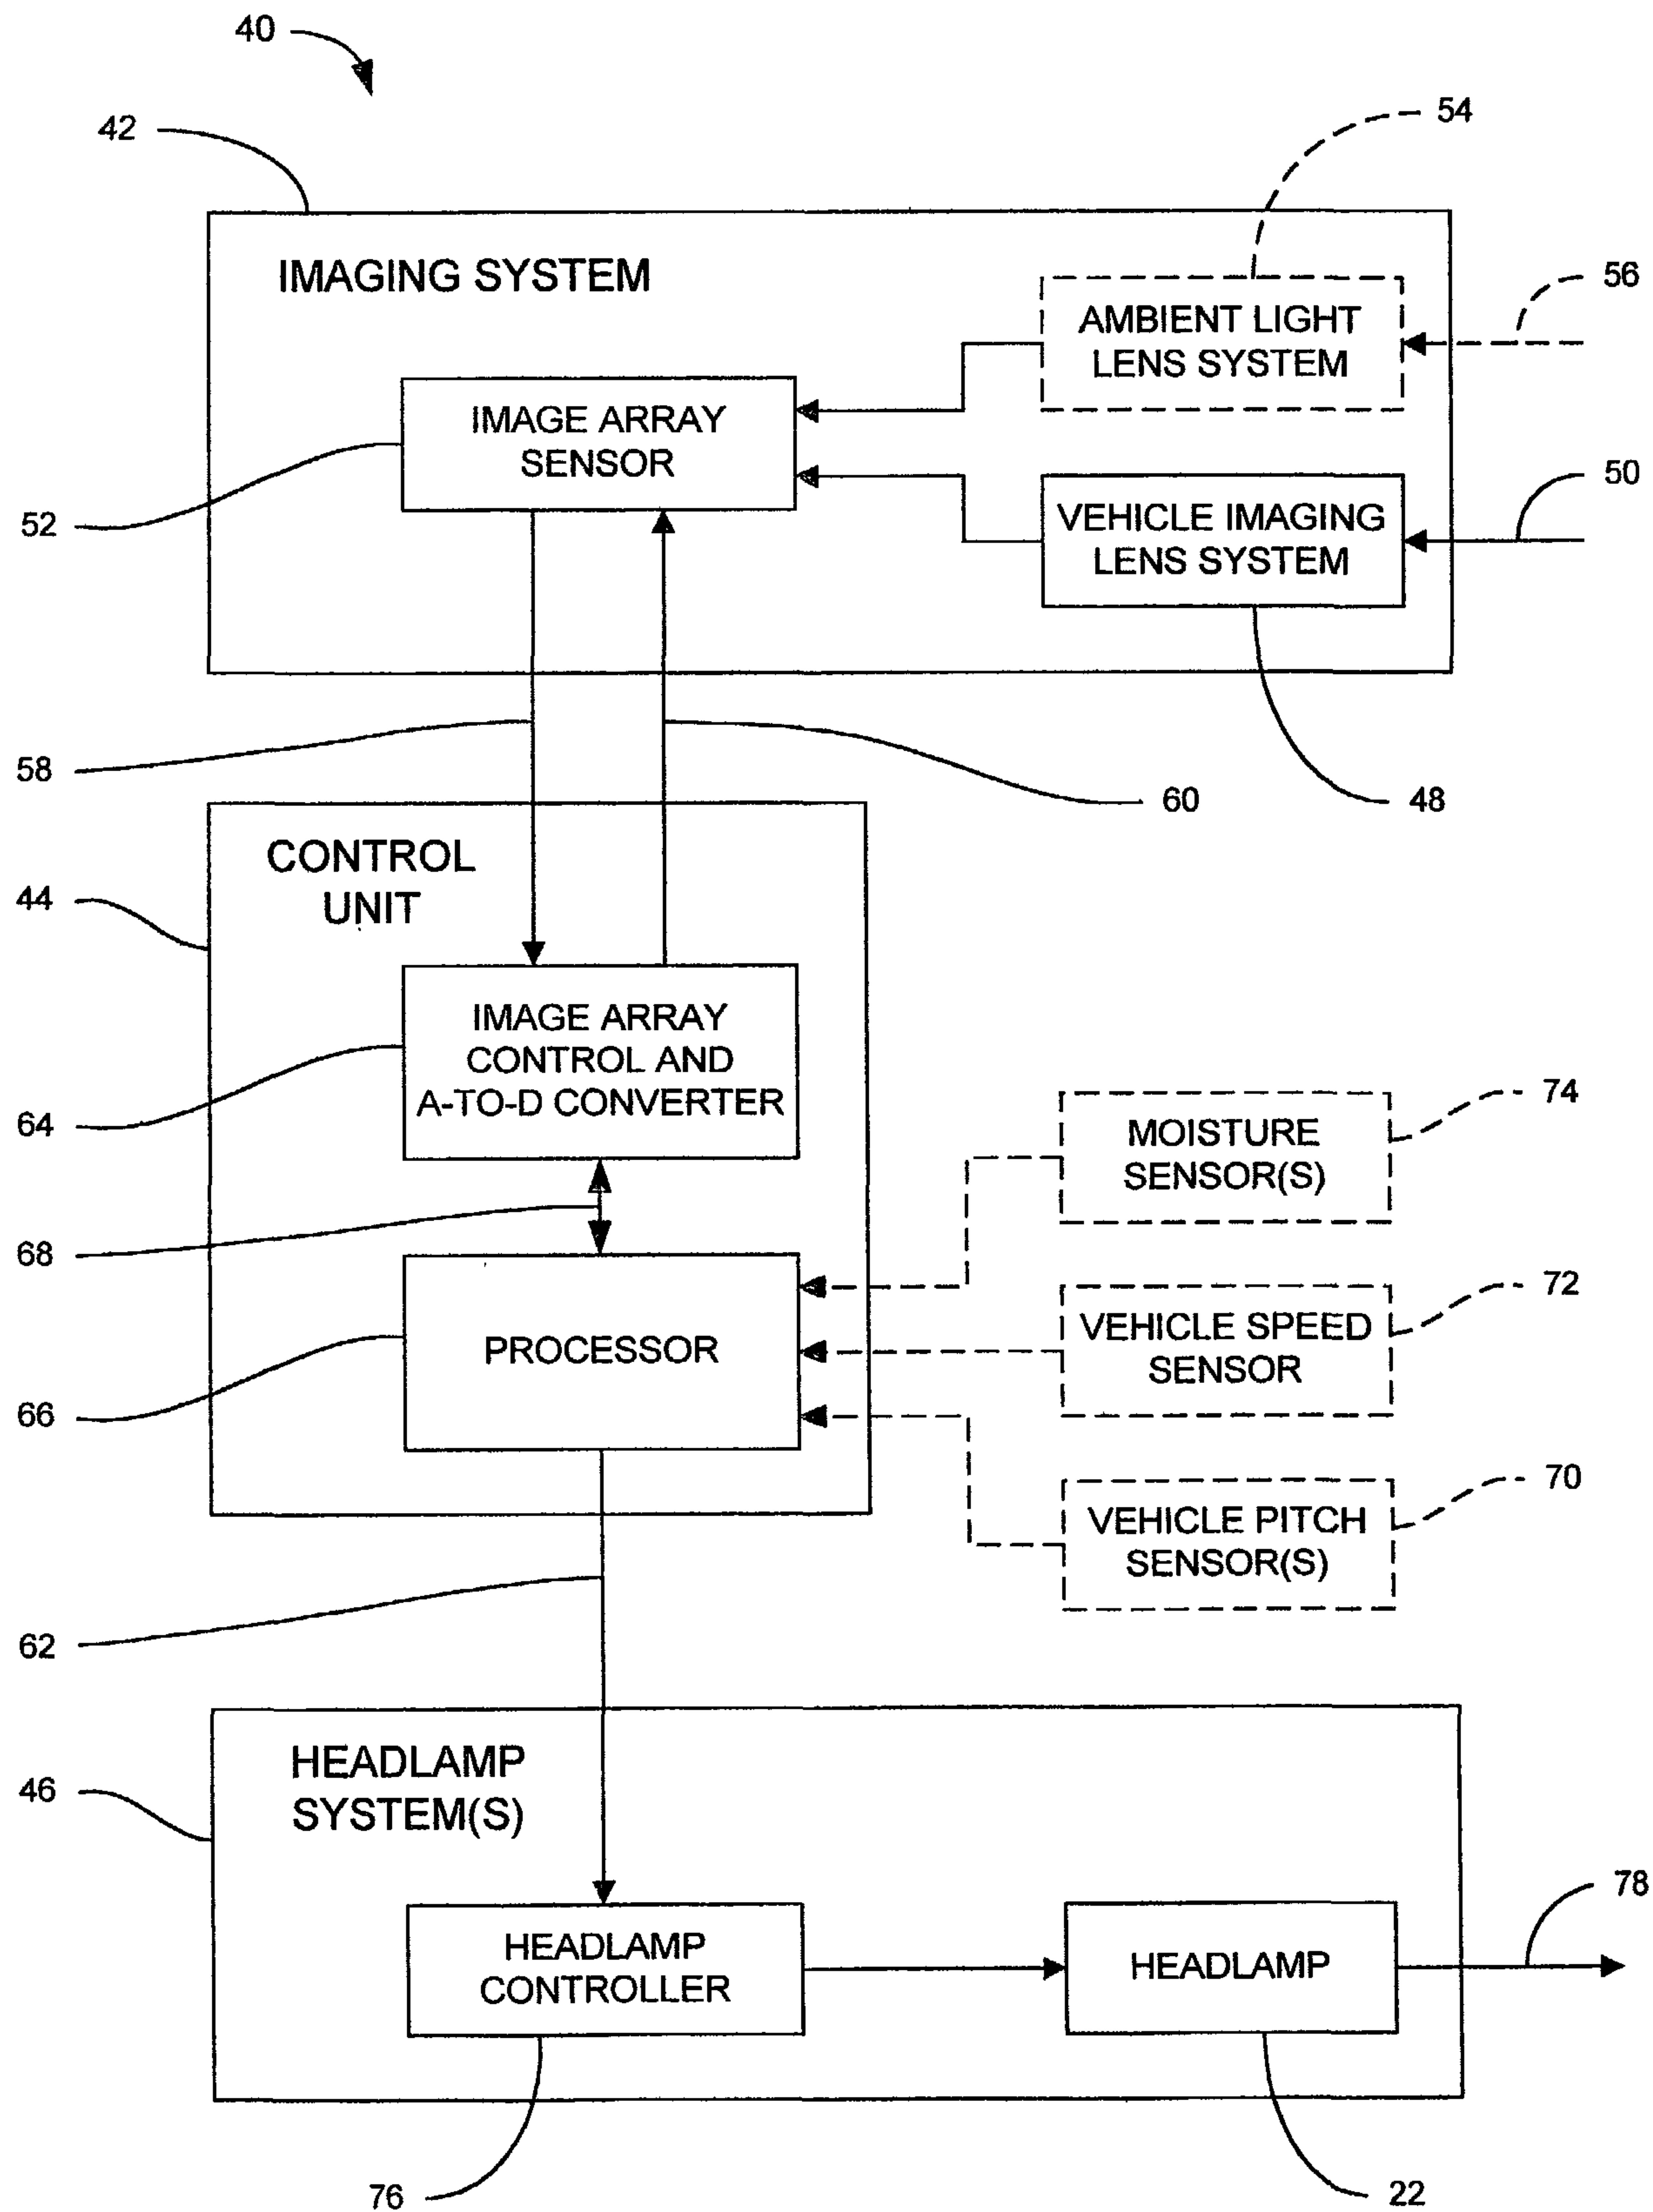 40
42
54
IMAGING SYSTEM
56
AMBIENT LIGHT
LENS SYSTEM
IMAGE ARRAY
SENSOR
50
52
VEHICLE IMAGING
LENS SYSTEM
58
60
48
CONTROL
UNIT
44
IMAGE ARRAY
CONTROL AND
A-TO-D CONVERTER
64
74
MOISTURE
SENSOR(S)
68
72
VEHICLE SPEED
SENSOR
PROCESSOR
66
70
VEHICLE PITCH
SENSOR(S)
62
HEADLAMP
SYSTEM(S)
46
78
HEADLAMP
CONTROLLER
HEADLAMP
76
22